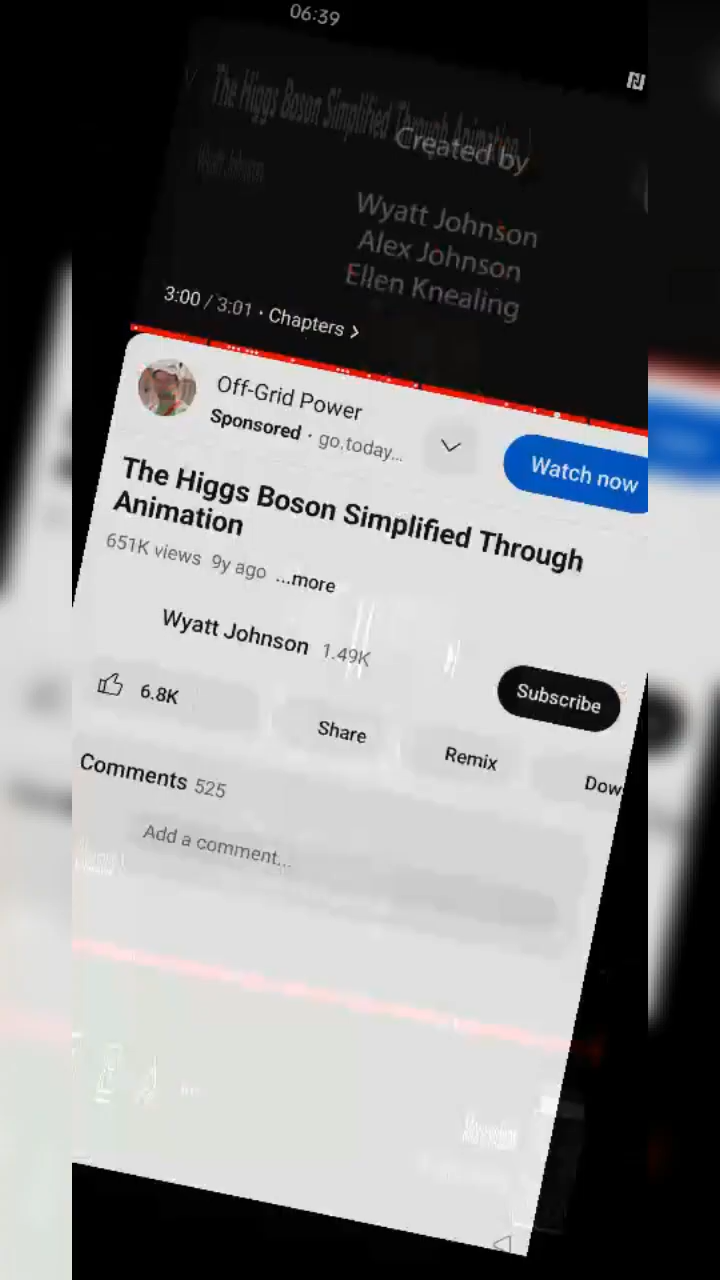 06:39
The Higgs Boson Simplified Through Animation
Wyatt Johnson
Created by
Wyatt Johnson
Alex Johnson
Ellen Knealing
3:00 / 3:01 · Chapters >
Off-Grid Power
Sponsored · go.today...
Watch now
The Higgs Boson Simplified Through
Animation
651K views 9y ago ...more
Wyatt Johnson 1.49K
Subscribe
6.8K
Share
Remix
Dow
Comments 525
Add a comment...